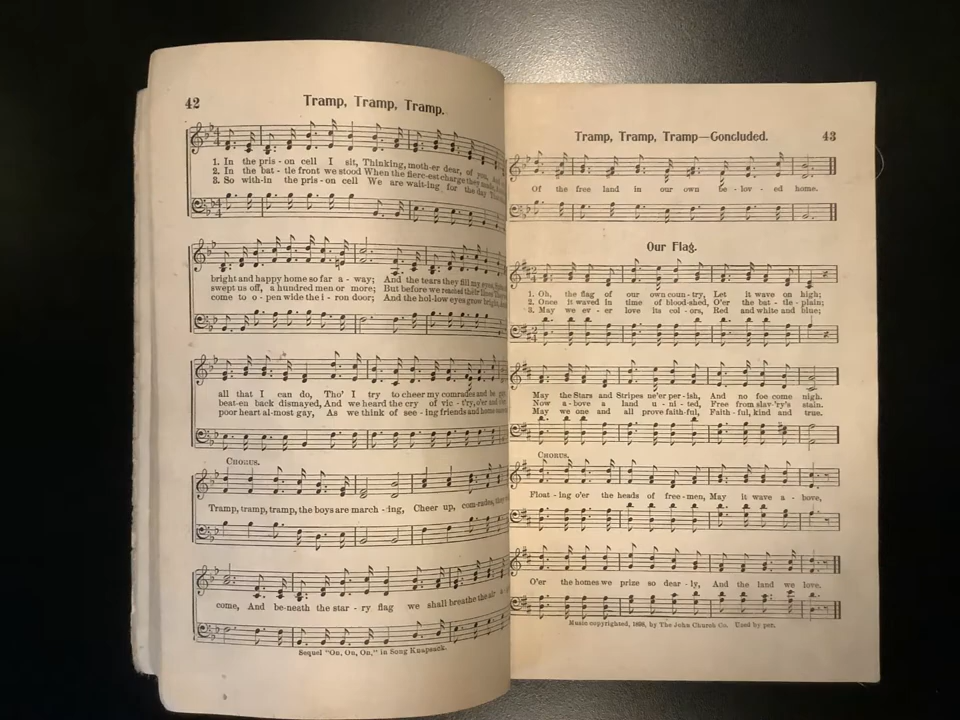 42
Tramp, Tramp, Tramp.
1. In the pris - on cell I sit, Thinking, moth-er dear, of you,
2. In the bat - tle front we stood When the fierc-est charge they made,
3. So with-in the pris - on cell We are wait-ing for the day
bright and happy home so far a - way; And the tears they fill my eyes,
swept us off, a hundred men or more; But before we reached their lines
come to o - pen wide the i - ron door; And the hol-low eyes grow bright,
all that I can do, Tho' I try to cheer my comrades and be
beat-en back dismayed, And we heard the cry of vic - t'ry, o'er and
poor heart al-most gay, As we think of see - ing friends and home
Chorus.
Tramp, tramp, tramp, the boys are march - ing, Cheer up, com-rades, they
come, And be-neath the star - ry flag we shall breathe the air a
Sequel "On, On, On," in Song Knapsack.
Tramp, Tramp, Tramp—Concluded.
43
Of the free land in our own be - lov - ed home.
Our Flag.
1. Oh, the flag of our own coun - try, Let it wave on high;
2. Once it waved in time of blood-shed, O'er the bat - tle - plain;
3. May we ev - er love its col - ors, Red and white and blue;
May the Stars and Stripes ne'er per - ish, And no foe come nigh.
Now a - bove a land u - ni - ted, Free from slav-'ry's stain.
May we one and all prove faith-ful, Faith - ful, kind and true.
Chorus.
Float - ing o'er the heads of free - men, May it wave a - bove,
O'er the homes we prize so dear - ly, And the land we love.
Music copyrighted, 1898, by The John Church Co. Used by per.